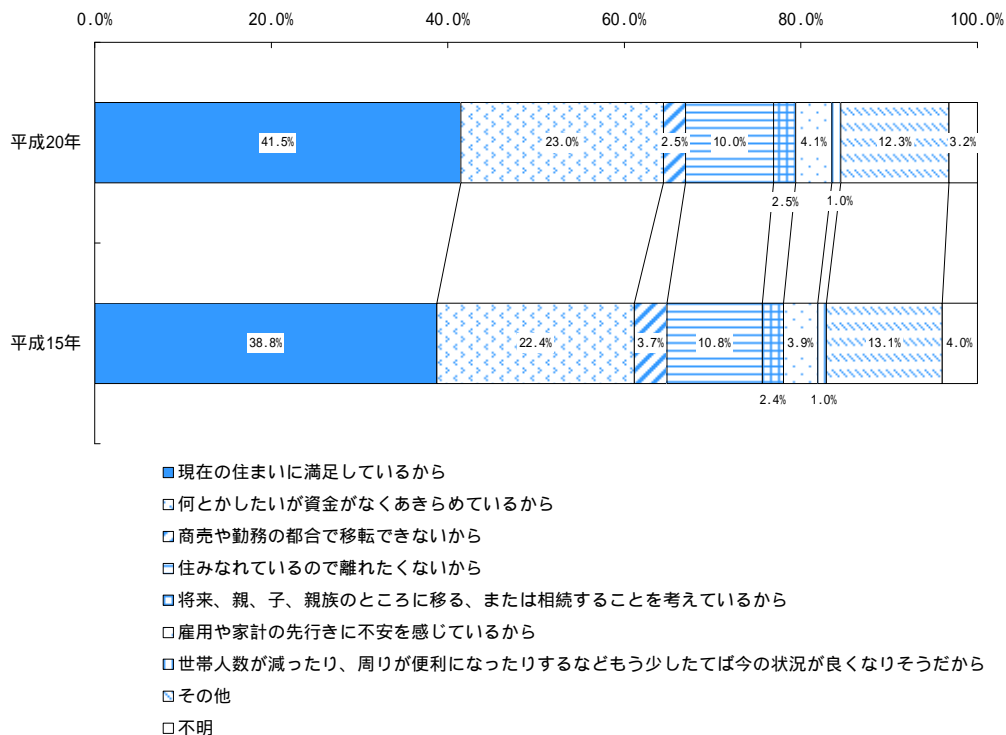 0.0% 20.0% 40.0% 60.0% 80.0% 100.0%
平成20年 41.5% 23.0% 2.5% 10.0% 4.1% 12.3% 3.2%
2.5% 1.0%
平成15年 38.8% 22.4% 3.7% 10.8% 3.9% 13.1% 4.0%
2.4% 1.0%
現在の住まいに満足しているから
何とかしたいが資金がなくあきらめているから
商売や勤務の都合で移転できないから
住みなれているので離れたくないから
将来、親、子、親族のところに移る、または相続することを考えているから
雇用や家計の先行きに不安を感じているから
世帯人数が減ったり、周りが便利になったりするなどもう少したてば今の状況が良くなりそうだから
その他
不明